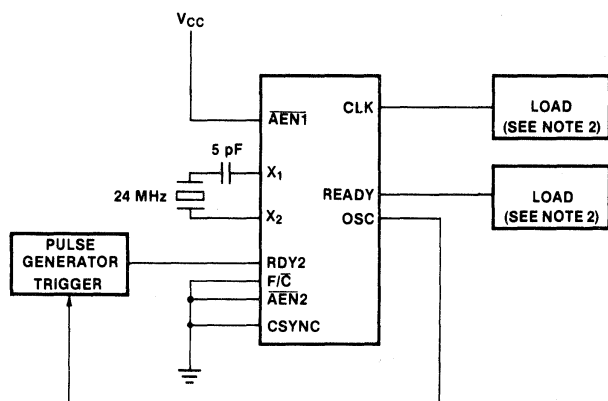 VCC
AEN1
5 pF
X1
24 MHz
X2
PULSE
GENERATOR
TRIGGER
RDY2
F/C
AEN2
CSYNC
CLK
READY
OSC
LOAD
(SEE NOTE 2)
LOAD
(SEE NOTE 2)